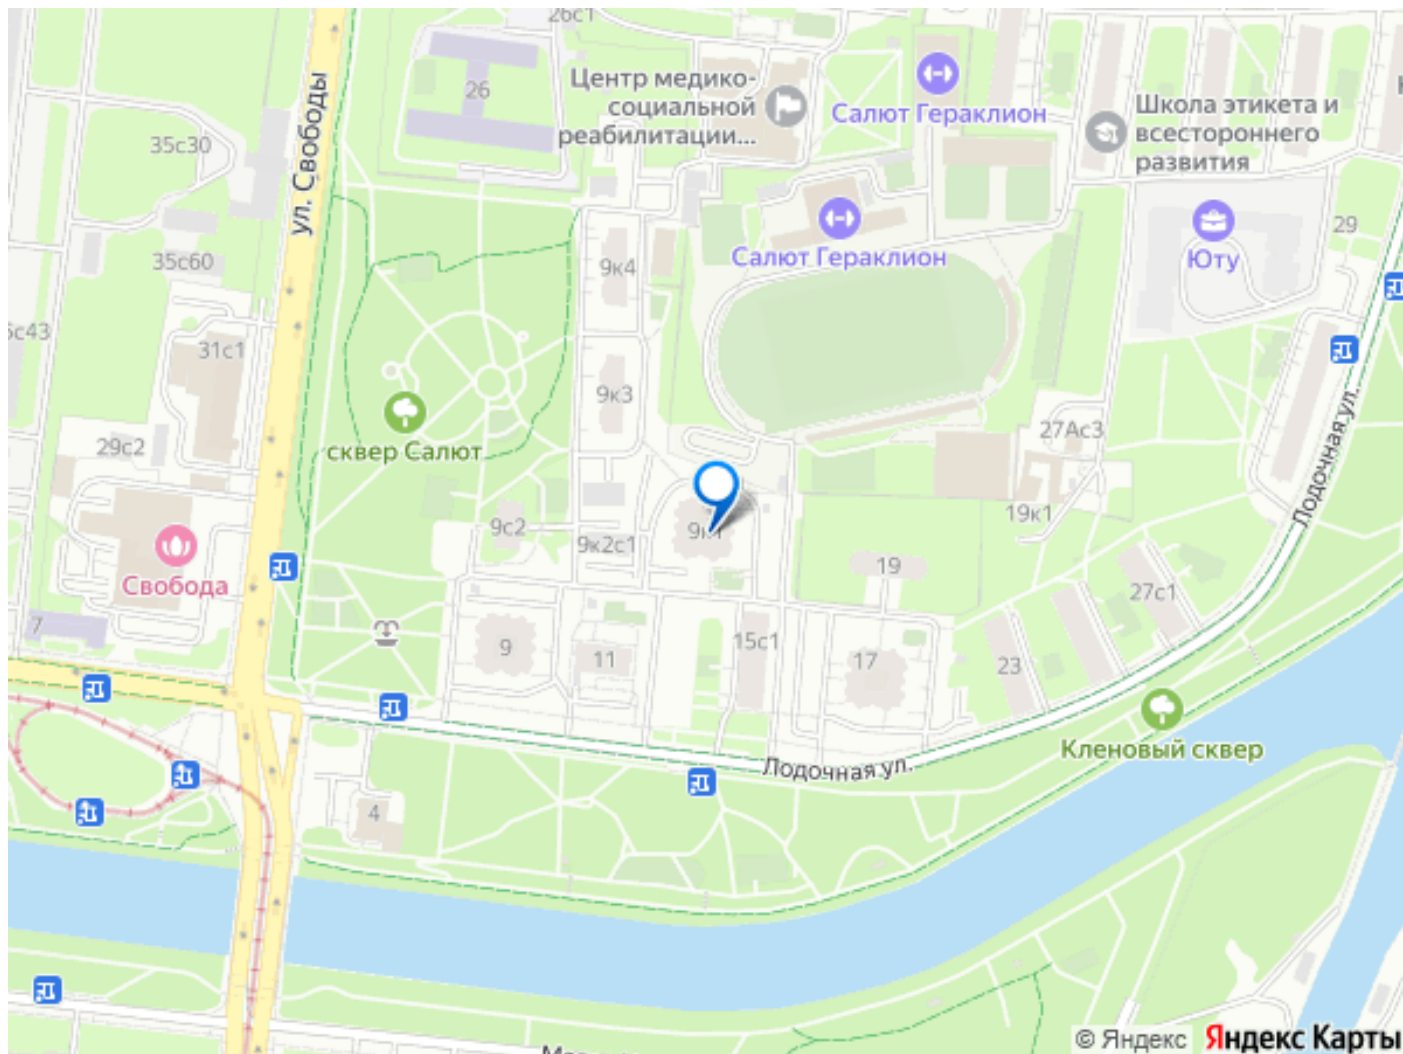 26с1
ул. Свободы
26
Центр медико-
социальной
реабилитации...
Салют Гераклион
Школа этикета и
всестороннего
развития
35с30
Салют Гераклион
Юту
29
35с60
9к4
31с1
9к3
сквер Салют
29с2
27Ас3
Лодочная ул.
9с2
9к2с1
19к1
Свобода
19
27с1
7
9
11
15с1
17
23
Кленовый сквер
Лодочная ул.
4
© Яндекс Яндекс Карты